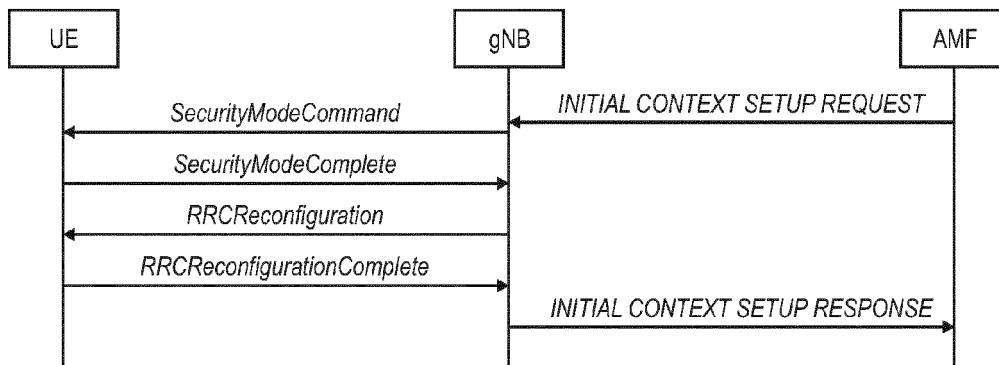 UE
gNB
AMF
INITIAL CONTEXT SETUP REQUEST
SecurityModeCommand
SecurityModeComplete
RRCReconfiguration
RRCReconfigurationComplete
INITIAL CONTEXT SETUP RESPONSE